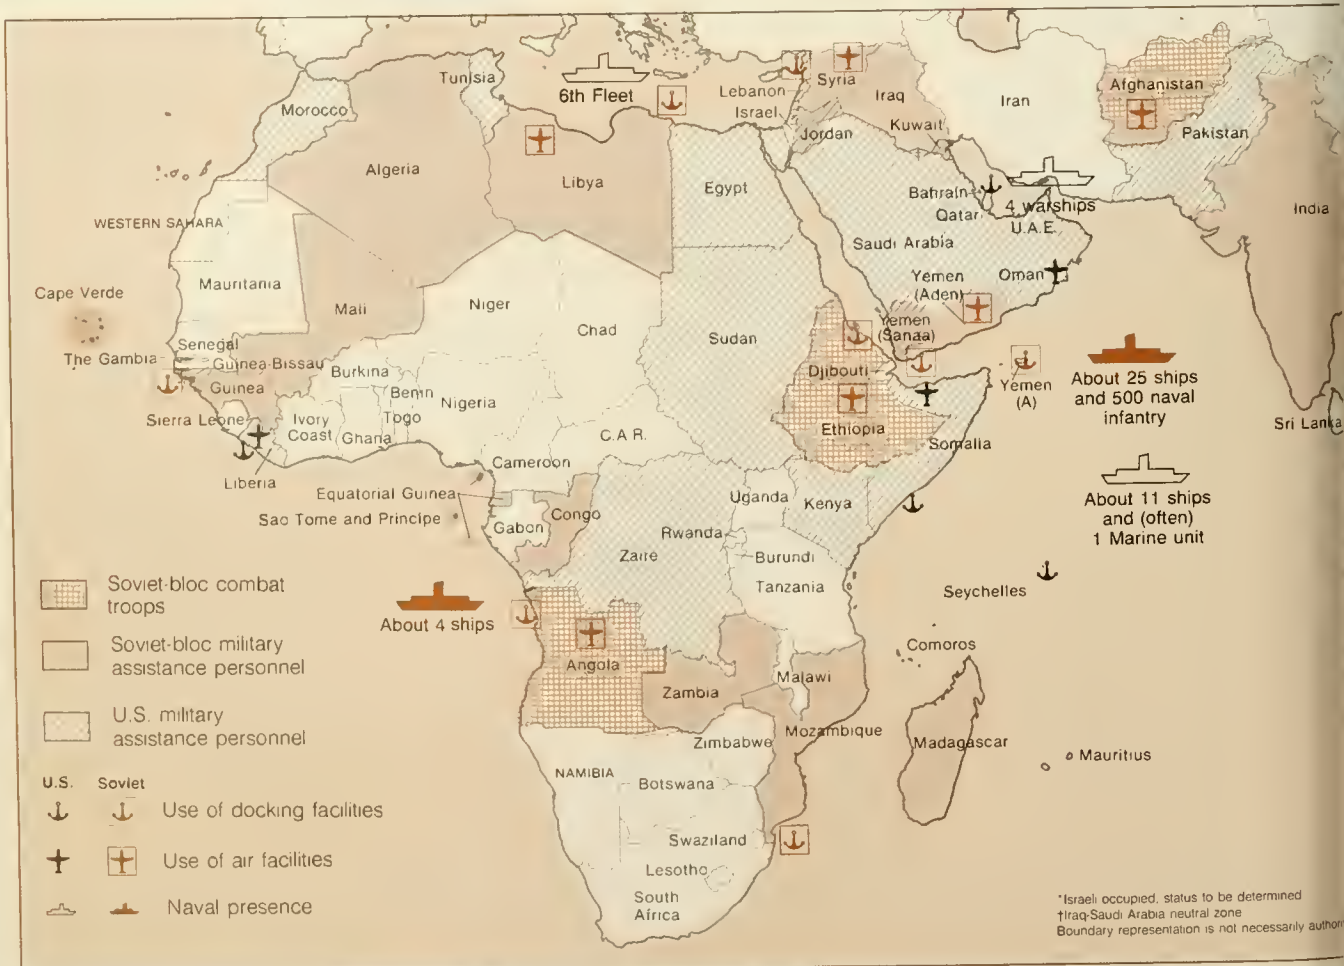 Tunisia
Morocco
6th Fleet
Lebanon
Israel
Syria
Iraq
Jordan
Kuwait
Iran
Afghanistan
Pakistan
Algeria
Libya
Egypt
Bahrain
Qatar
4 warships
U.A.E.
India
WESTERN SAHARA
Saudi Arabia
Mauritania
Yemen
(Aden)
Oman
Cape Verde
Mali
Niger
Chad
Sudan
Yemen
(Sanaa)
Senegal
The Gambia
Guinea-Bissau
Guinea
Burkina
Benin
Togo
Nigeria
Djibouti
Yemen
(A)
About 25 ships
and 500 naval
infantry
Sierra Leone
Ivory
Coast
Ghana
C.A.R.
Ethiopia
Somalia
Sri Lanka
Liberia
Cameroon
Equatorial Guinea
Sao Tome and Principe
Gabon
Congo
Uganda
Kenya
Rwanda
Zaire
Burundi
Tanzania
About 11 ships
and (often)
1 Marine unit
Seychelles
About 4 ships
Angola
Zambia
Malawi
Comoros
Mozambique
Zimbabwe
Madagascar
Mauritius
NAMIBIA
Botswana
Swaziland
Lesotho
South
Africa
Soviet-bloc combat
troops
Soviet-bloc military
assistance personnel
U.S. military
assistance personnel
U.S. Soviet
Use of docking facilities
Use of air facilities
Naval presence
*Israeli occupied, status to be determined
†Iraq-Saudi Arabia neutral zone
Boundary representation is not necessarily